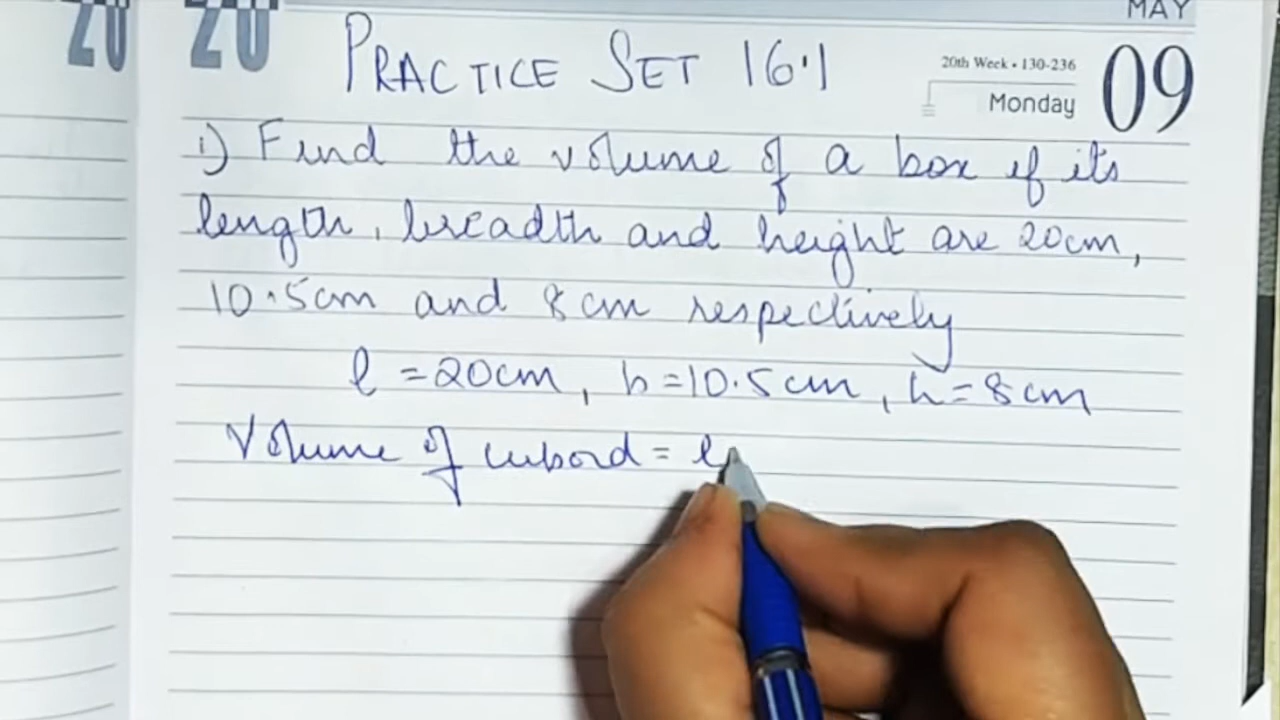 20 20 MAY
PRACTICE SET 16.1
20th Week • 130-236
Monday
09
1) Find the volume of a box if its
length, breadth and height are 20cm,
10.5cm and 8cm respectively
l = 20cm, b = 10.5cm, h = 8cm
Volume of cuboid = l